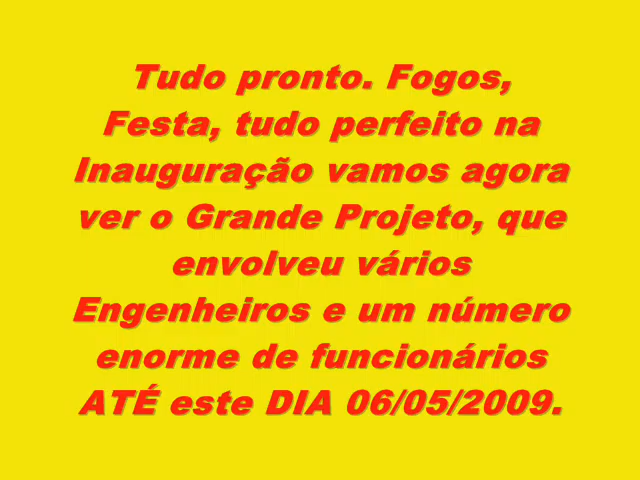 Tudo pronto. Fogos,
Festa, tudo perfeito na
Inauguração vamos agora
ver o Grande Projeto, que
envolveu vários
Engenheiros e um número
enorme de funcionários
ATÉ este DIA 06/05/2009.